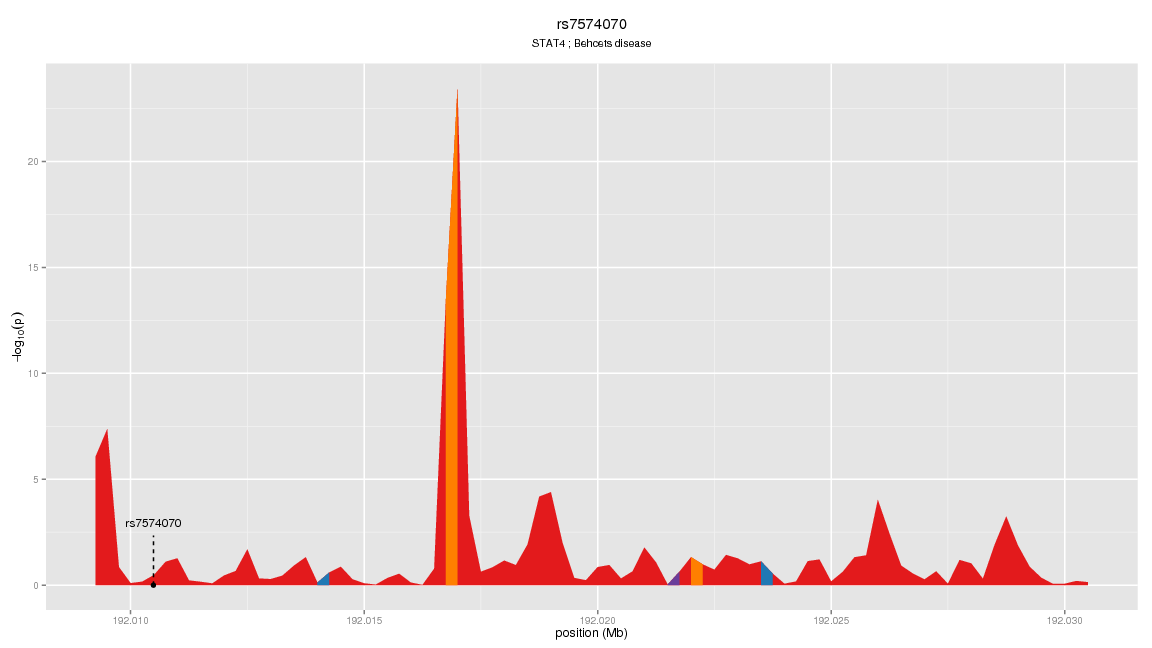 rs7574070
STAT4 ; Behcets disease
−log10(p)
20
15
10
5
0
rs7574070
192.010 192.015 192.020 192.025 192.030
position (Mb)